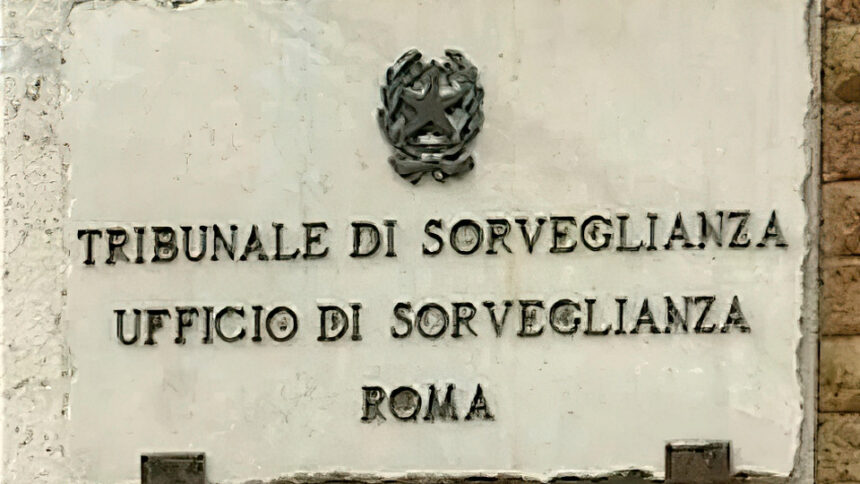 TRIBUNALE DI SORVEGLIANZA
UFFICIO DI SORVEGLIANZA
ROMA